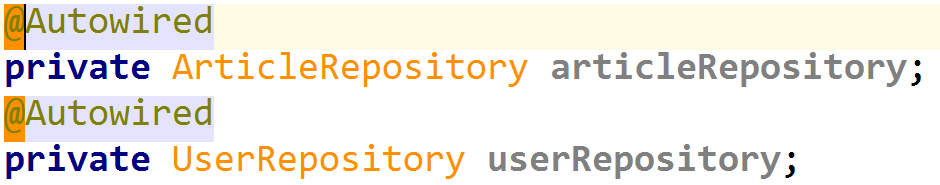 @Autowired
private ArticleRepository articleRepository;
@Autowired
private UserRepository userRepository;